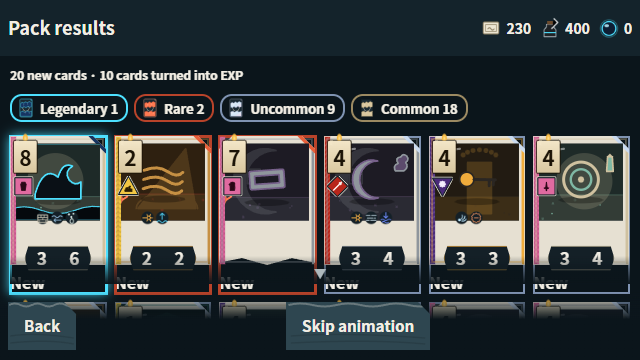 Pack results
230 400 0
20 new cards · 10 cards turned into EXP
Legendary 1 Rare 2 Uncommon 9 Common 18
8 2 7 4 4 4
3 6 2 2 3 4 3 3 3 4
New New New New New New
Back Skip animation